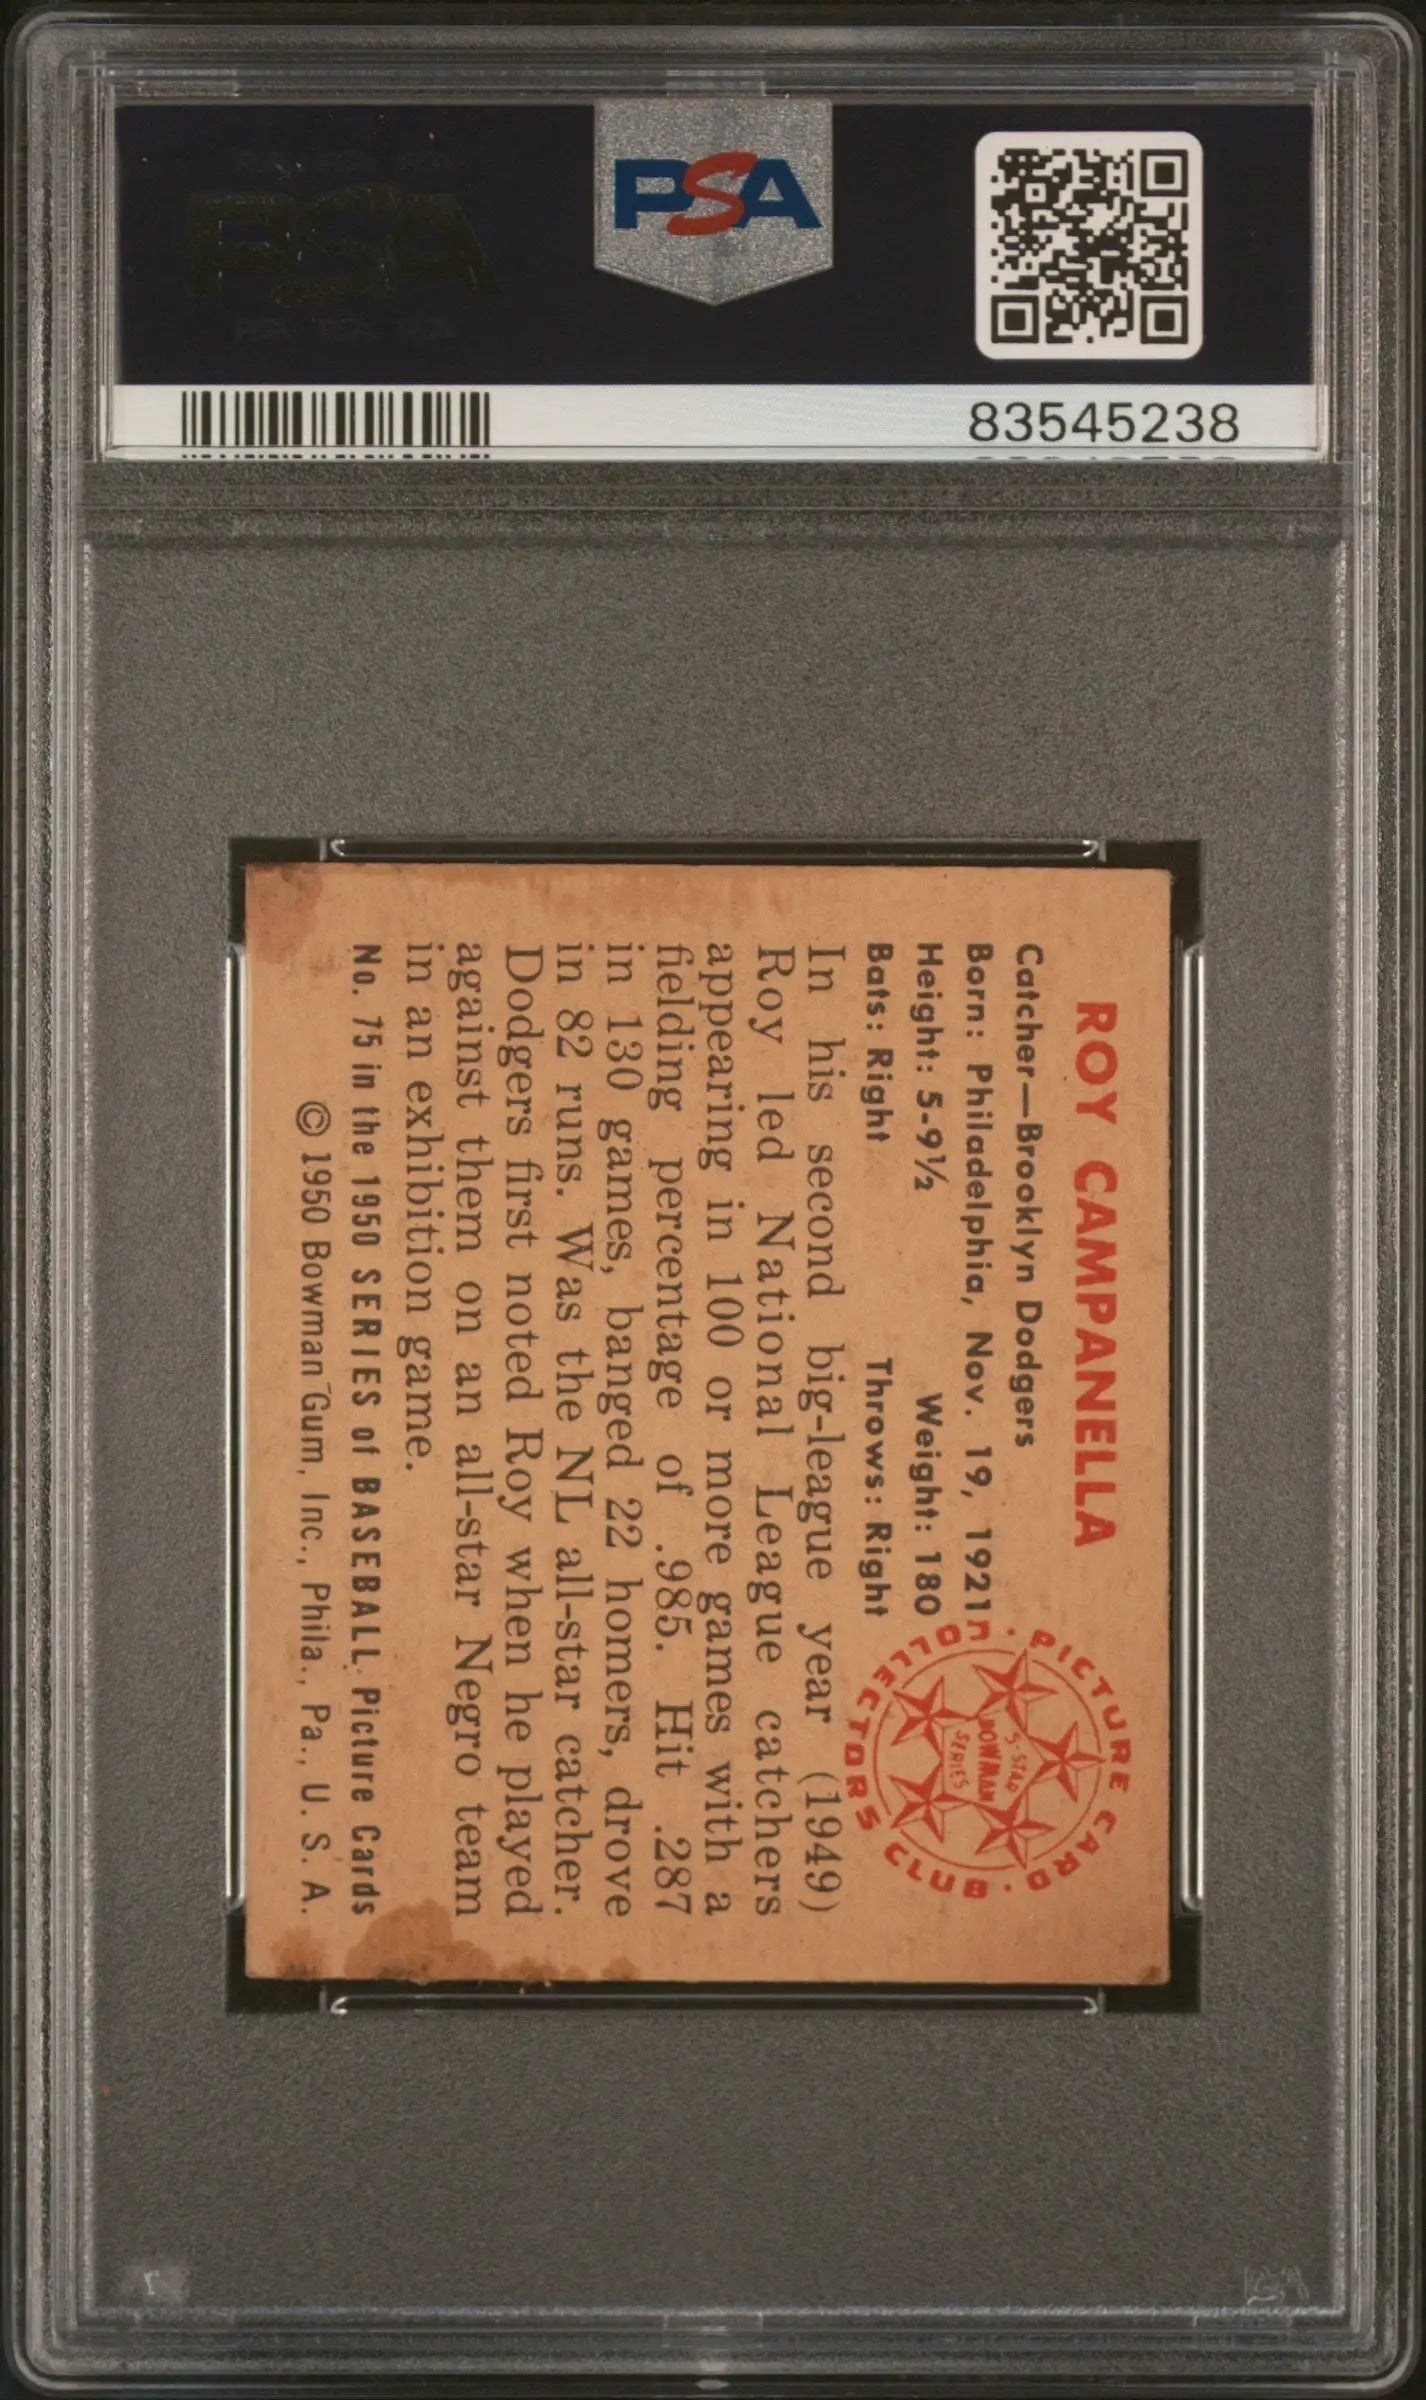 PSA
PSA
83545238
ROY CAMPANELLA
Catcher—Brooklyn Dodgers
Born: Philadelphia, Nov. 19, 1921
Height: 5-9½ Weight: 180
Bats: Right Throws: Right
PICTURE CARD · COLLECTORS CLUB ·
5-STAR
BOWMAN
SERIES
In his second big-league year (1949)
Roy led National League catchers
appearing in 100 or more games with a
fielding percentage of .985. Hit .287
in 130 games, banged 22 homers, drove
in 82 runs. Was the NL all-star catcher.
Dodgers first noted Roy when he played
against them on an all-star Negro team
in an exhibition game.
No. 75 in the 1950 SERIES of BASEBALL Picture Cards
© 1950 Bowman Gum, Inc., Phila., Pa., U. S. A.